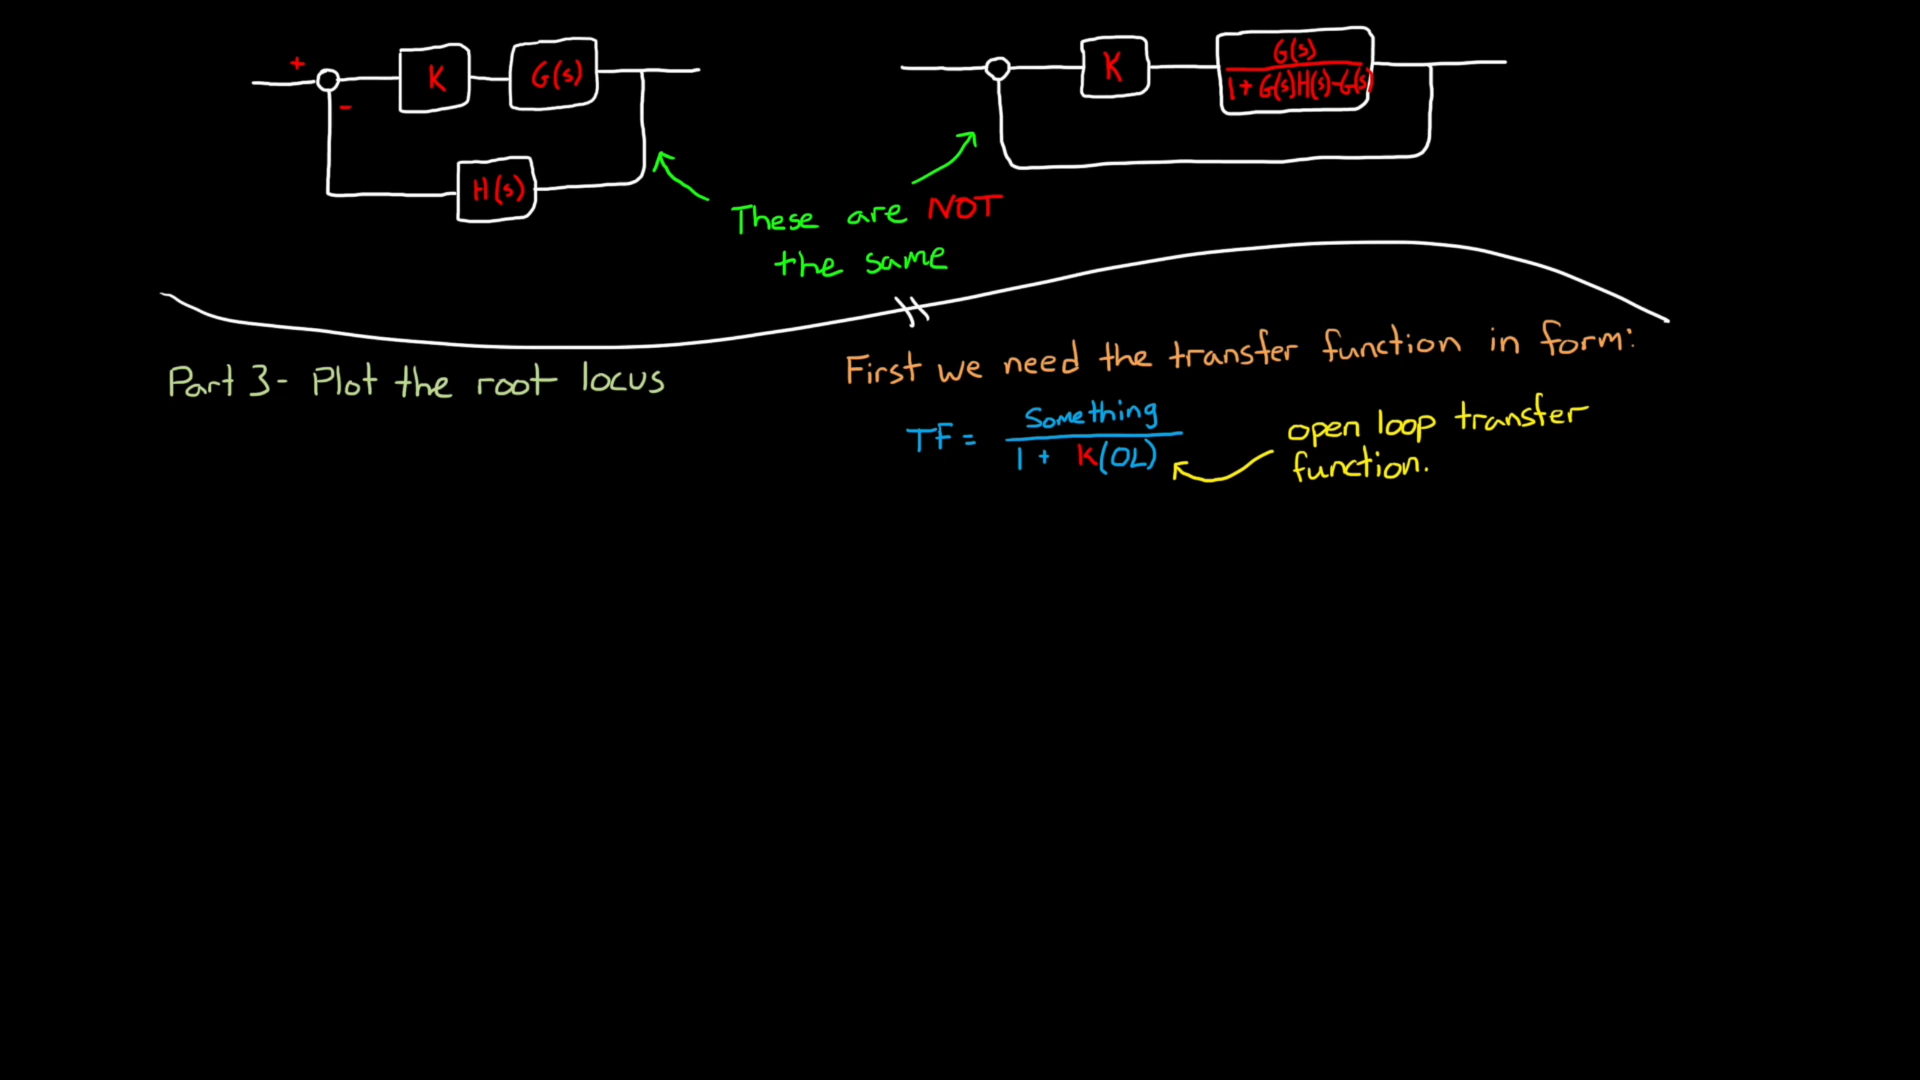 +
-
K
G(s)
H(s)
K
G(s)
1 + G(s)H(s)-G(s)
These are NOT
the same
Part 3- Plot the root locus
First we need the transfer function in form:
TF = Something
1 + K(OL)
open loop transfer
function.